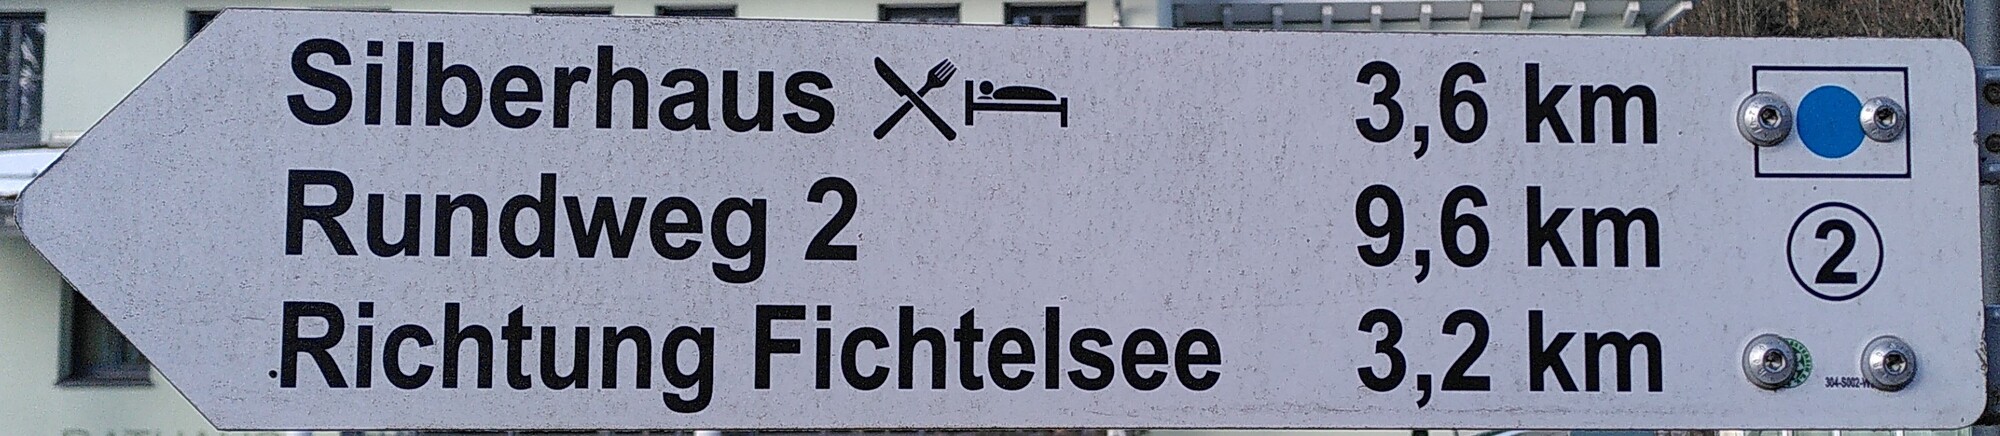 Silberhaus 3,6 km
Rundweg 2 9,6 km 2
Richtung Fichtelsee 3,2 km